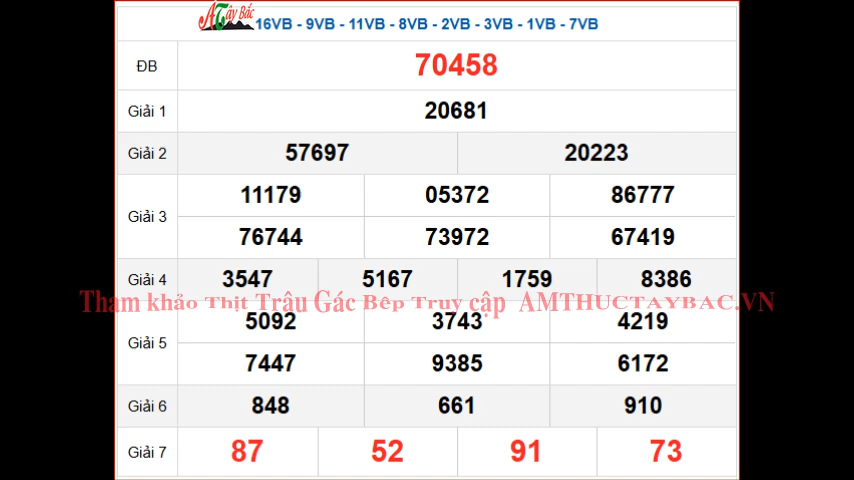 ATây Bắc
16VB - 9VB - 11VB - 8VB - 2VB - 3VB - 1VB - 7VB
ĐB 70458
Giải 1 20681
Giải 2 57697 20223
Giải 3 11179 05372 86777
76744 73972 67419
Giải 4 3547 5167 1759 8386
Tham khảo Thịt Trâu Gác Bếp Truy cập AMTHUCTAYBAC.VN
Giải 5 5092 3743 4219
7447 9385 6172
Giải 6 848 661 910
Giải 7 87 52 91 73